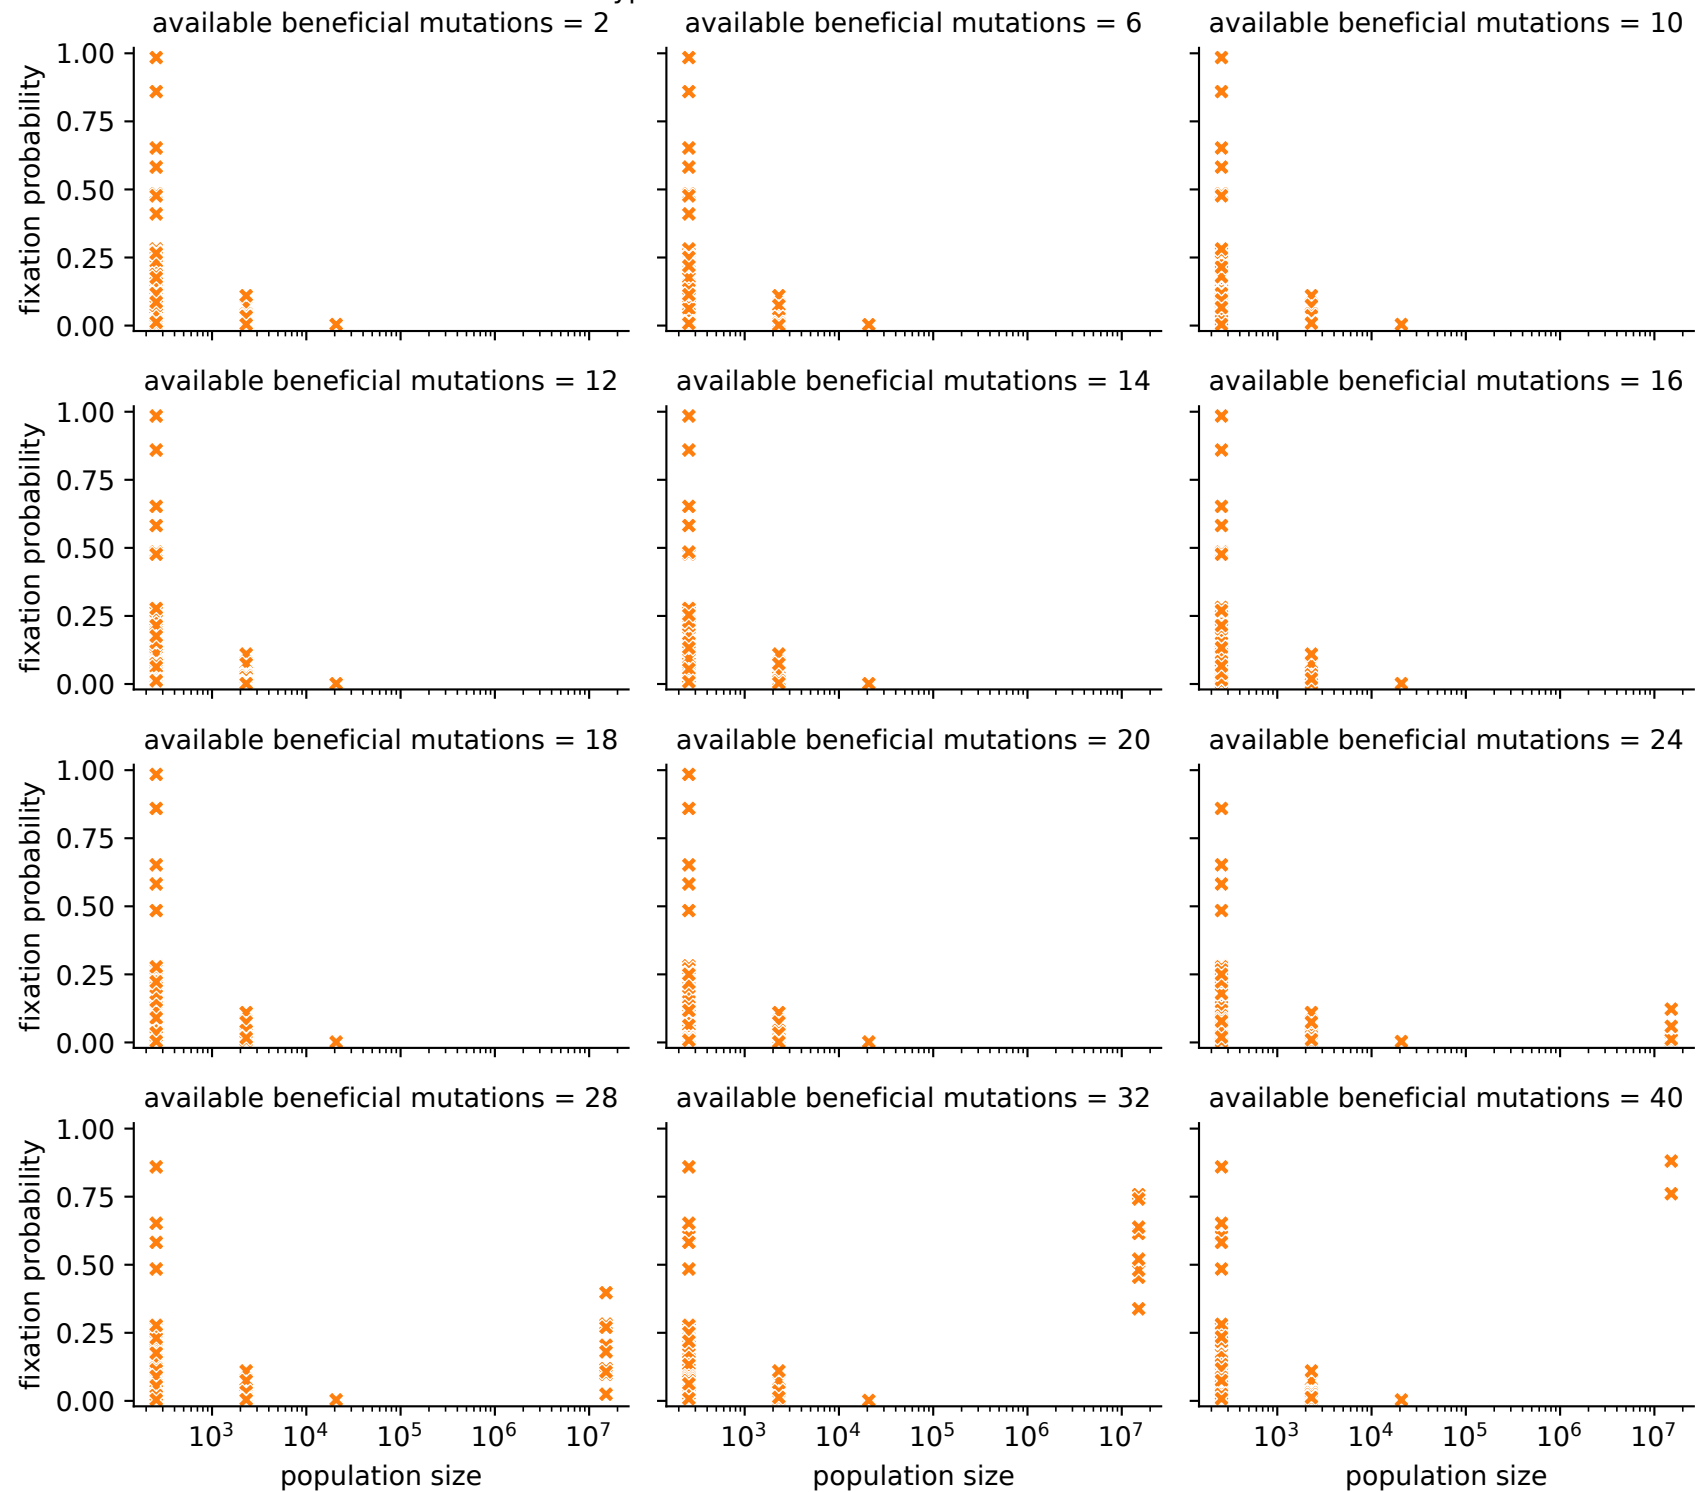 available beneficial mutations = 2
available beneficial mutations = 6
available beneficial mutations = 10
1.00
0.75
0.50
0.25
0.00
fixation probability
available beneficial mutations = 12
available beneficial mutations = 14
available beneficial mutations = 16
1.00
0.75
0.50
0.25
0.00
fixation probability
available beneficial mutations = 18
available beneficial mutations = 20
available beneficial mutations = 24
1.00
0.75
0.50
0.25
0.00
fixation probability
available beneficial mutations = 28
available beneficial mutations = 32
available beneficial mutations = 40
1.00
0.75
0.50
0.25
0.00
fixation probability
10³ 10⁴ 10⁵ 10⁶ 10⁷
10³ 10⁴ 10⁵ 10⁶ 10⁷
10³ 10⁴ 10⁵ 10⁶ 10⁷
population size
population size
population size